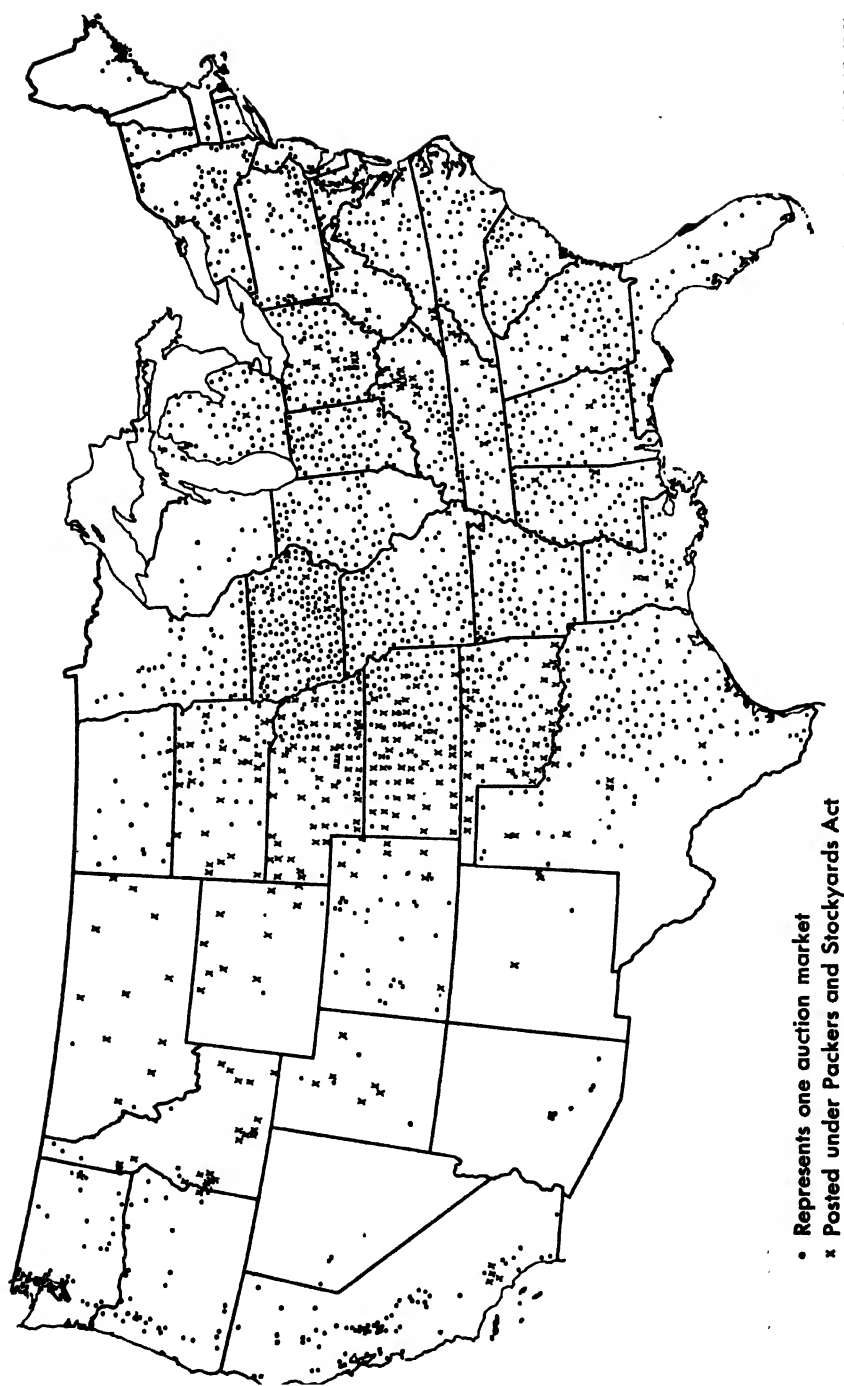 • Represents one auction market
x Posted under Packers and Stockyards Act